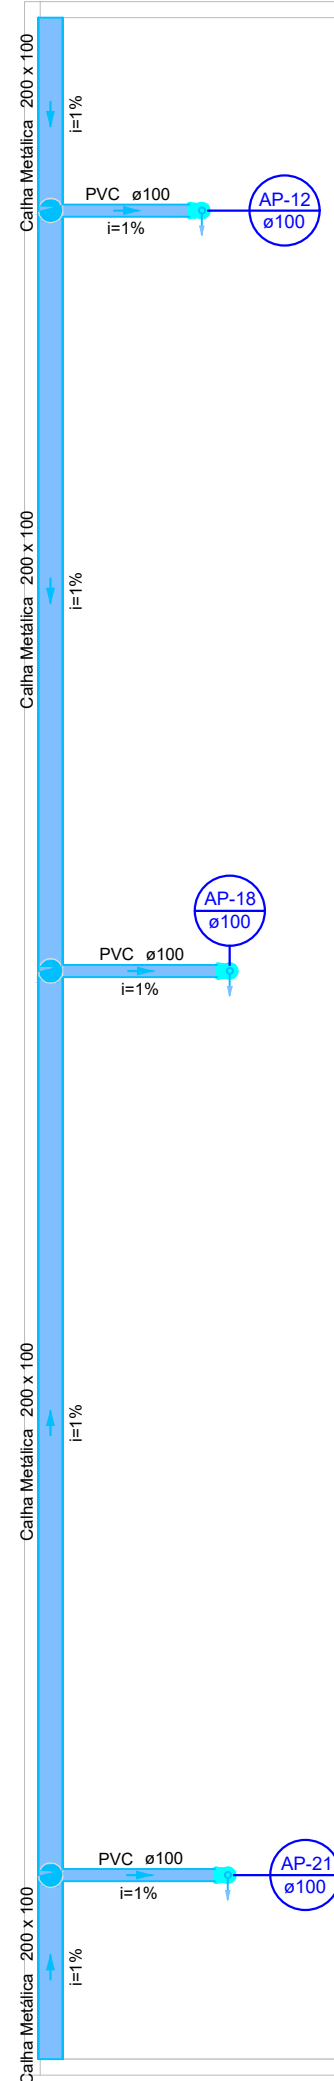 Calha Metálica 200 x 100
i=1%
PVC ø100
i=1%
AP-12
ø100
Calha Metálica 200 x 100
i=1%
AP-18
ø100
PVC ø100
i=1%
Calha Metálica 200 x 100
i=1%
PVC ø100
i=1%
AP-21
ø100
Calha Metálica 200 x 100
i=1%